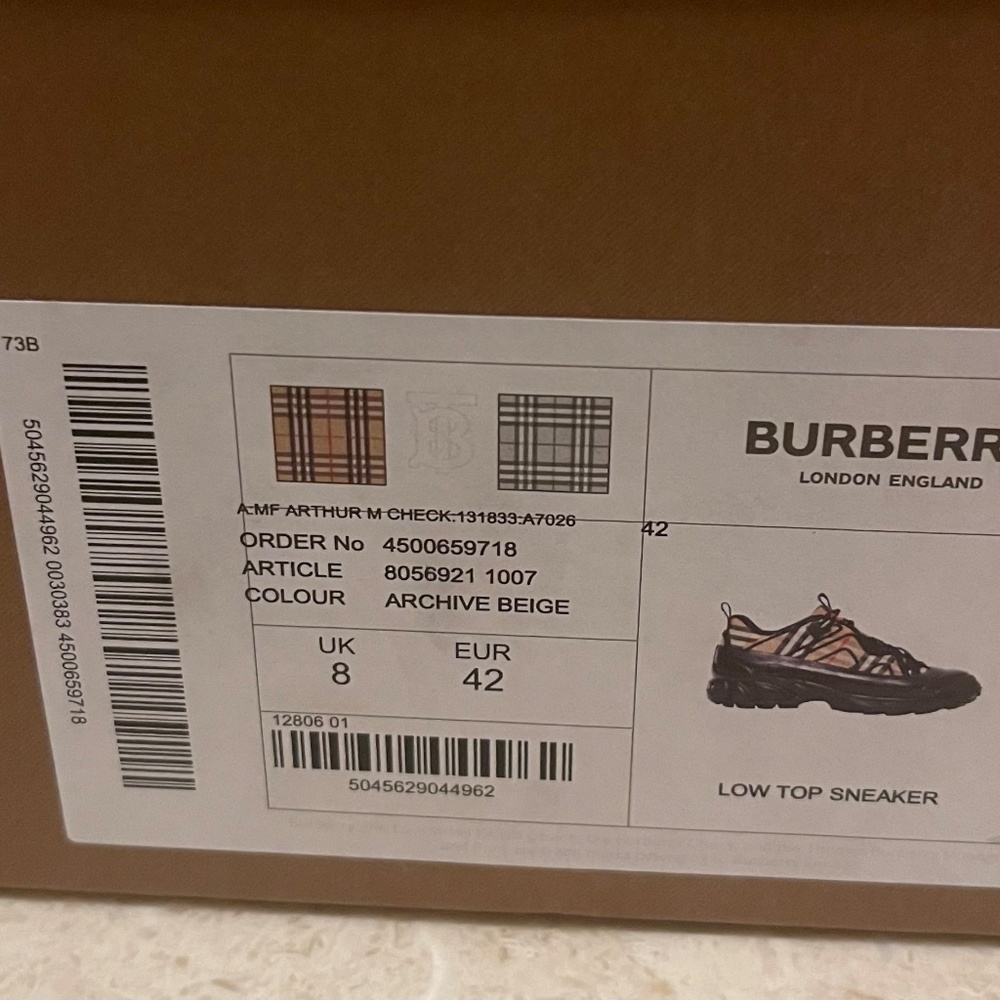 73B
5045629044962 0030383 4500659718
A:MF ARTHUR M CHECK:131833:A7026
42
ORDER No 4500659718
ARTICLE 8056921 1007
COLOUR ARCHIVE BEIGE
UK EUR
8 42
12806 01
5045629044962
BURBERR
LONDON ENGLAND
LOW TOP SNEAKER